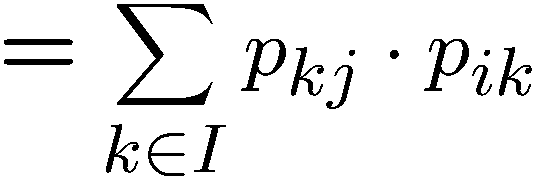 = \sum_{k \in I} p_{kj} \cdot p_{ik}